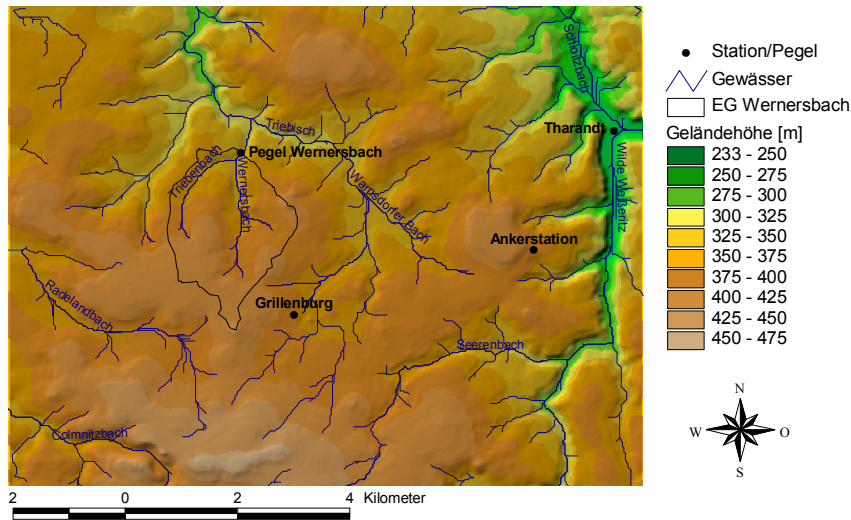 Schloitzbach
Station/Pegel
Gewässer
EG Wernersbach
Geländehöhe [m]
233 - 250
250 - 275
275 - 300
300 - 325
325 - 350
350 - 375
375 - 400
400 - 425
425 - 450
450 - 475
Triebisch
Tharandt
Pegel Wernersbach
Triebenbach
Wernersbach
Warnsdorfer Bach
Wilde Weißeritz
Ankerstation
Radelandbach
Grillenburg
Seerenbach
Colmnitzbach
N
W
O
S
2 0 2 4 Kilometer